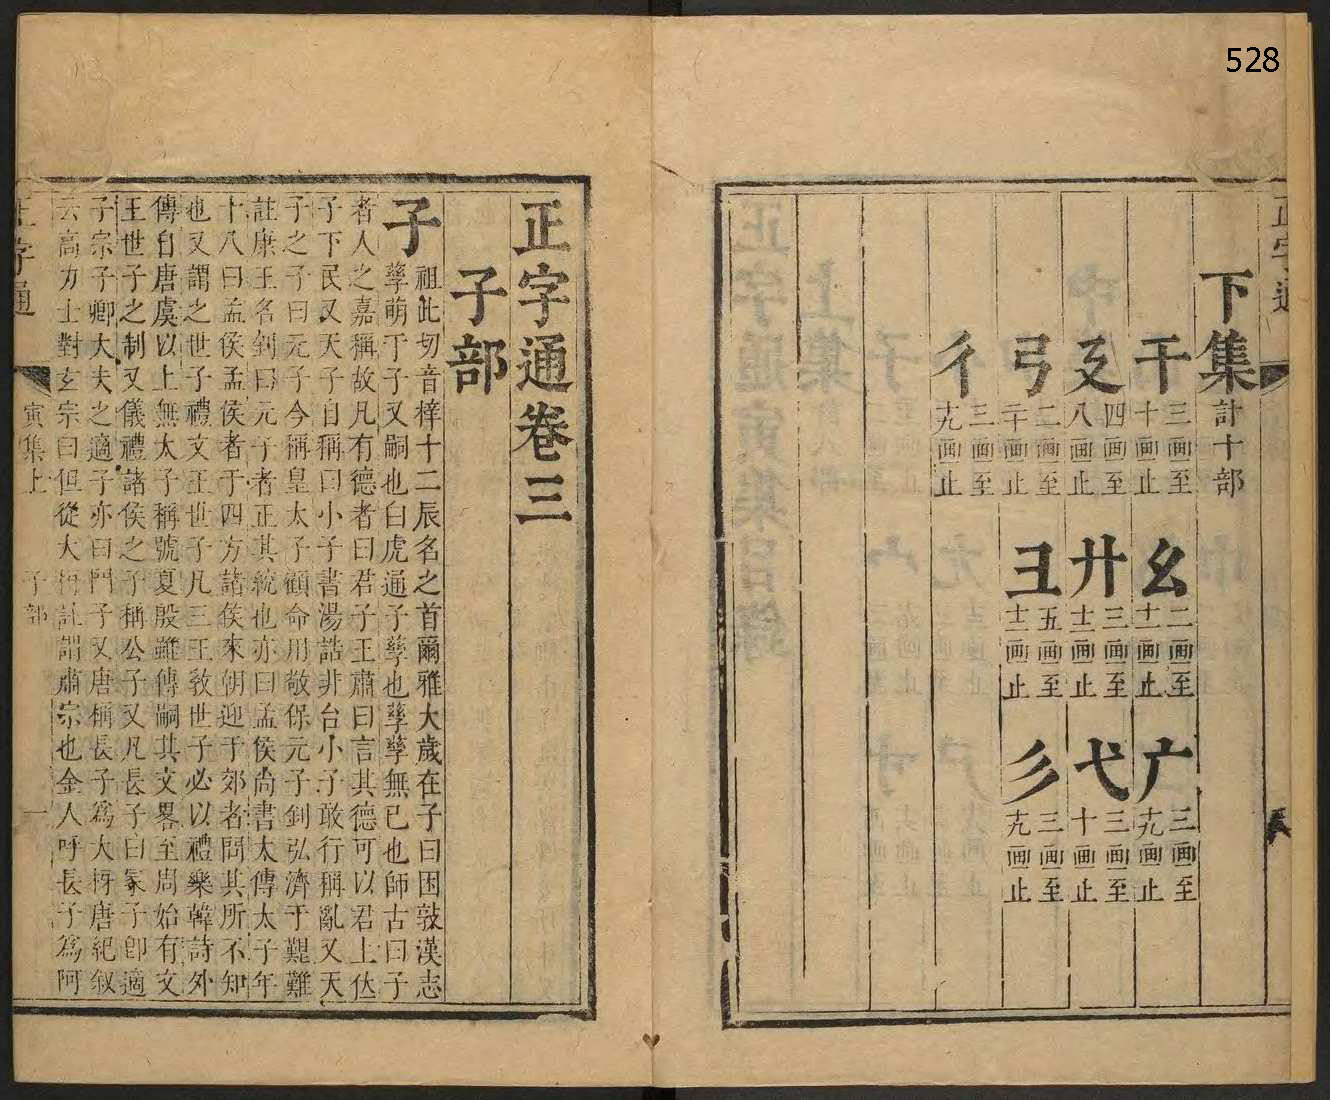 正字通
下集 計十部
干 三画至十画止 幺 二画至十一画止 广 三画至十九画止
廴 四画至八画止 廾 三画至十二画止 弋 三画至十画止
弓 二画至二十画止 彐 五画至十二画止 彡 三画至十九画止
彳 三画至十九画止
正字通卷三
子部
子 祖此切音梓十二辰名之首爾雅大歲在子曰困敦漢志
孳萌于子又嗣也白虎通子孳也孳孳無已也師古曰子
者人之嘉稱故凡有德者曰君子王肅曰言其德可以君上位
子下民又天子自稱曰小子書湯誥非台小子敢行稱亂又天
子之子曰元子今稱皇太子顧命用敬保元子釗弘濟于艱難
註康王名釗曰元子者正其統也亦曰孟侯尚書太傳太子年
十八曰孟侯孟侯者于四方諸侯來朝迎于郊者問其所不知
也又謂之世子禮文王世子凡三王敎世子必以禮樂韓詩外
傳自唐虞以上無太子稱號夏殷雖傳嗣其文畧至周始有文
王世子之制又儀禮諸侯之子稱公子又凡長子曰冢子卽適
子宗子卿大夫之適子亦曰門子又唐稱長子爲大枬唐紀叙
云高力士對玄宗曰但從大枬註謂肅宗也金人呼長子爲阿
正字通 寅集上 子部 一
528